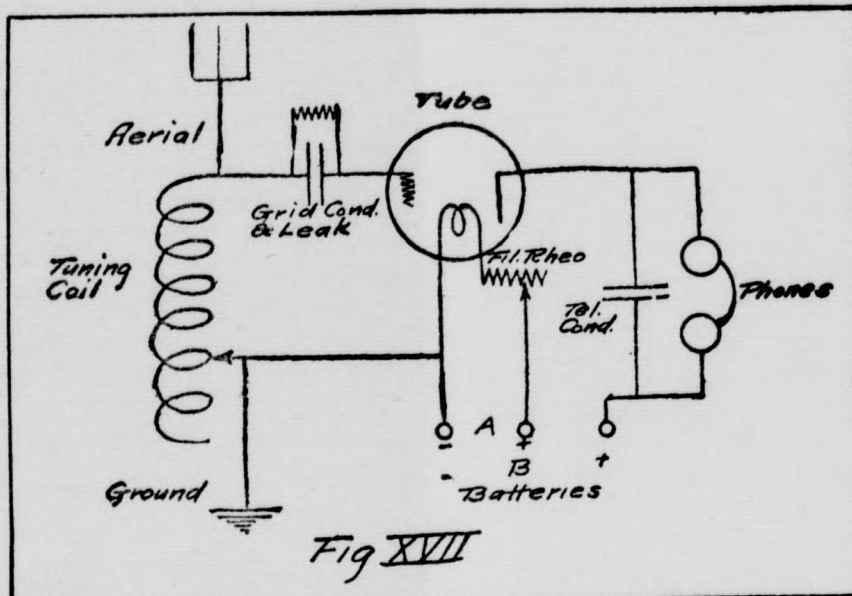 Tube
Aerial
Grid Cond.
& Leak
Fil. Rheo
Tuning
Coil
Tel.
Cond.
Phones
- A + +
- B
Batteries
Ground
Fig XVII